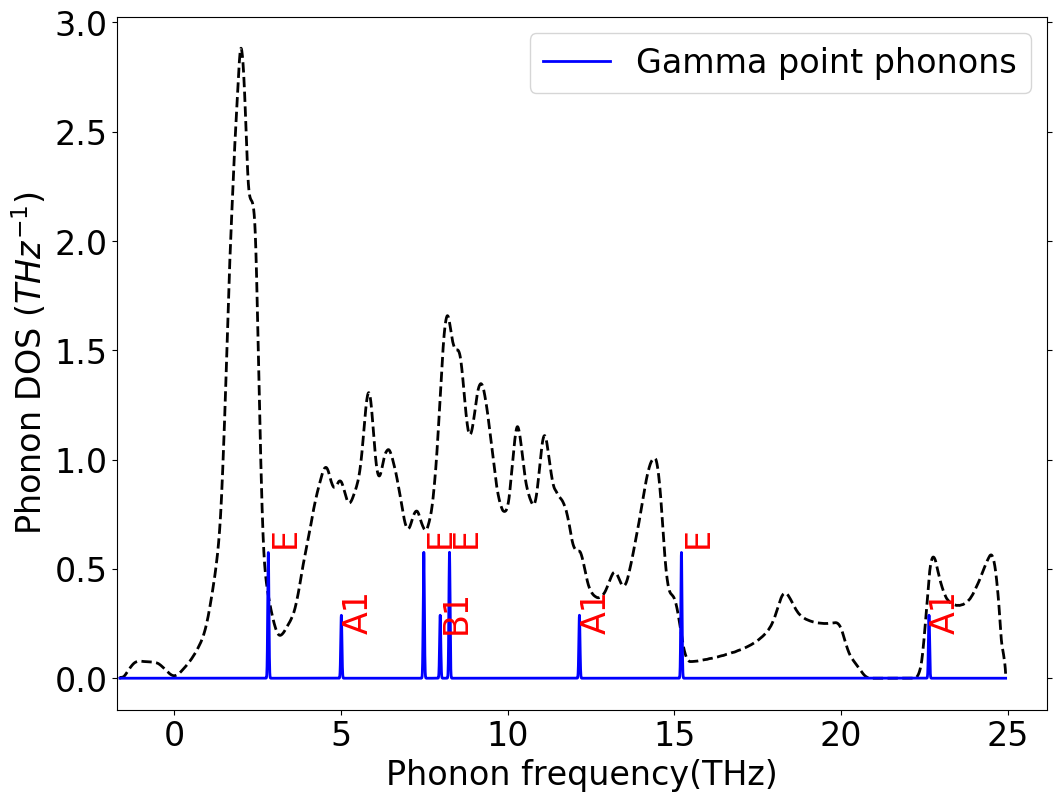 Gamma point phonons
Phonon DOS (THz⁻¹)
3.0
2.5
2.0
1.5
1.0
0.5
0.0
E
A1
E
B1
E
A1
E
A1
0
5
10
15
20
25
Phonon frequency(THz)